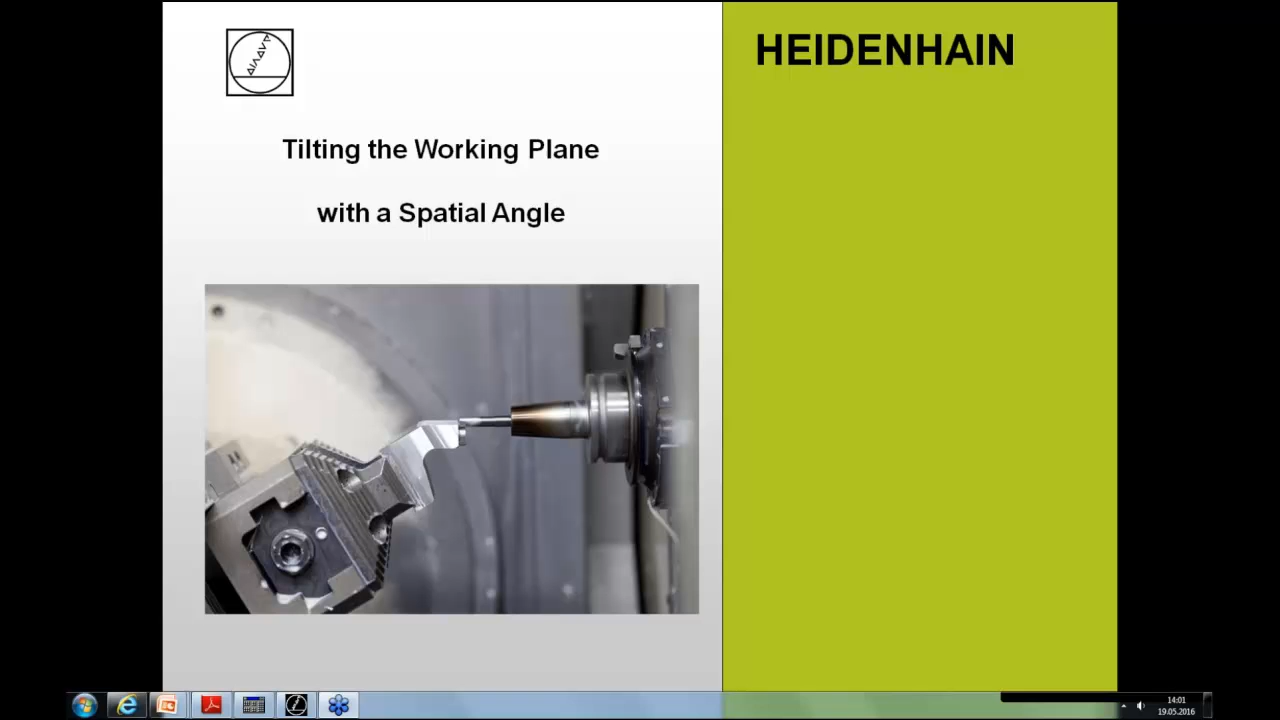 HEIDENHAIN
Tilting the Working Plane
with a Spatial Angle
14:01
19.05.2016